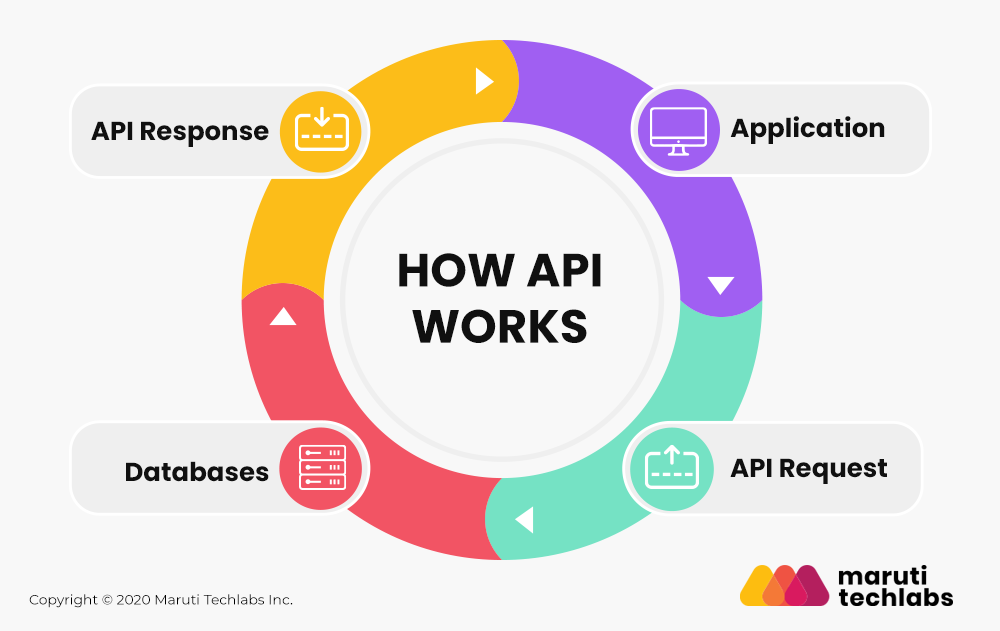 API Response
Application
HOW API
WORKS
Databases
API Request
Copyright © 2020 Maruti Techlabs Inc.
maruti
techlabs